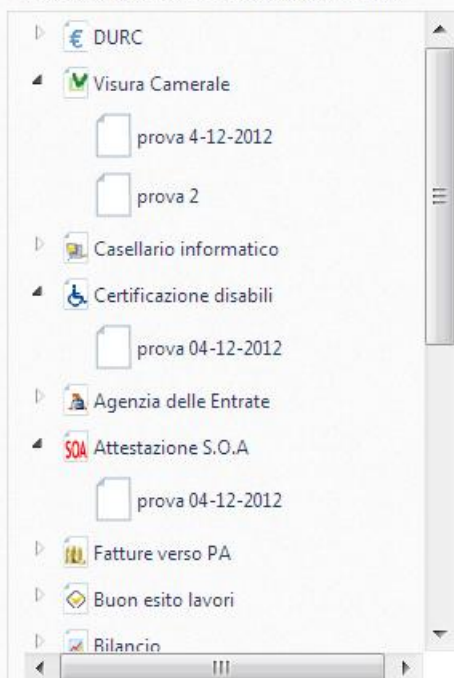 DURC
Visura Camerale
prova 4-12-2012
prova 2
Casellario informatico
Certificazione disabili
prova 04-12-2012
Agenzia delle Entrate
SOA Attestazione S.O.A
prova 04-12-2012
Fatture verso PA
Buon esito lavori
Bilancio